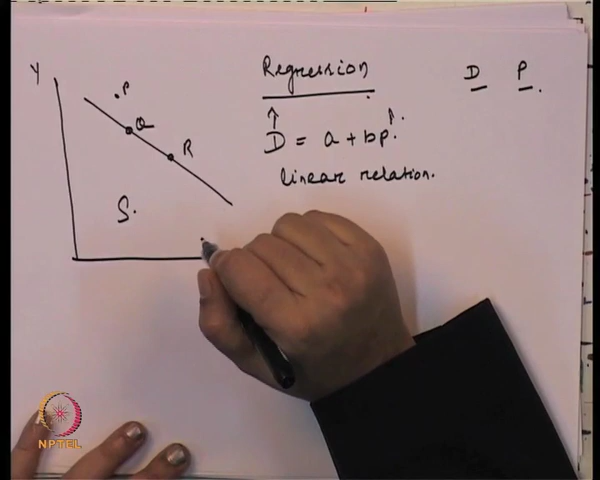 Regression
D P.
D = a + bp.
linear relation.
Y
P
Q
R
S.
NPTEL